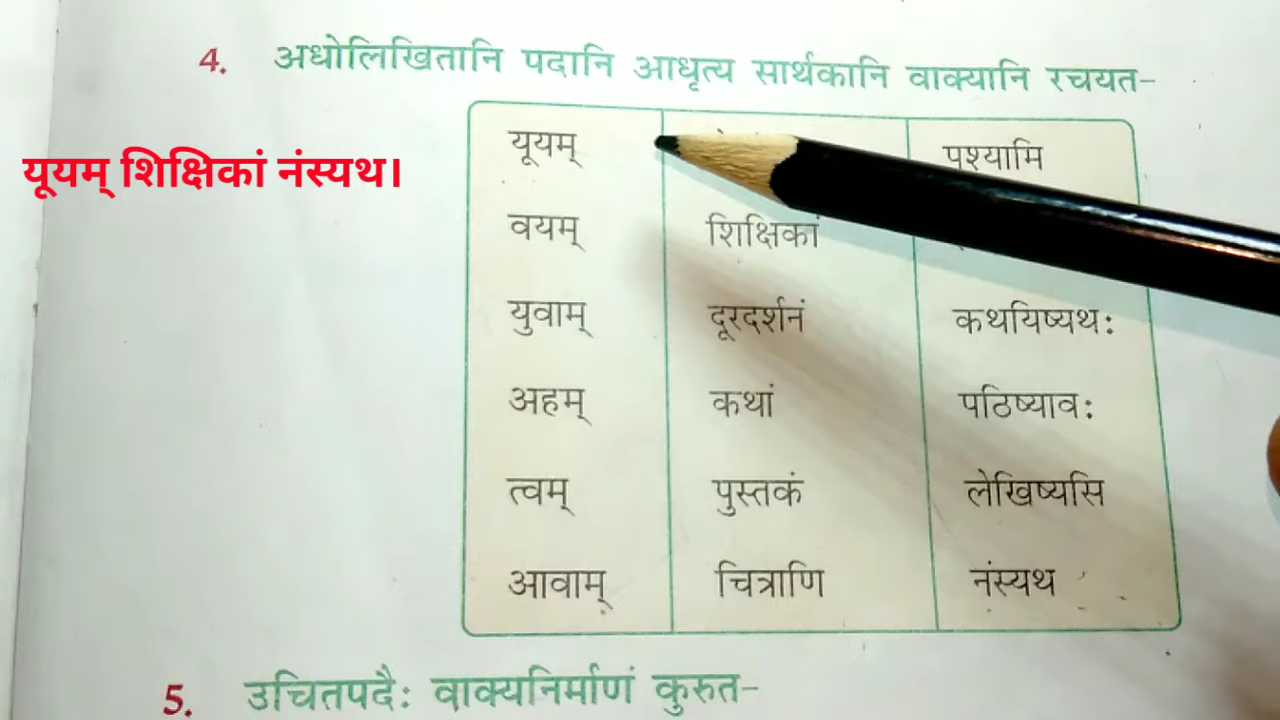 4. अधोलिखितानि पदानि आधृत्य सार्थकानि वाक्यानि रचयत–
यूयम् पश्यामि
यूयम् शिक्षिकां नंस्यथ।
वयम् शिक्षिकां
युवाम् दूरदर्शनं कथयिष्यथः
अहम् कथां पठिष्यावः
त्वम् पुस्तकं लेखिष्यसि
आवाम् चित्राणि नंस्यथ
5. उचितपदैः वाक्यनिर्माणं कुरुत–